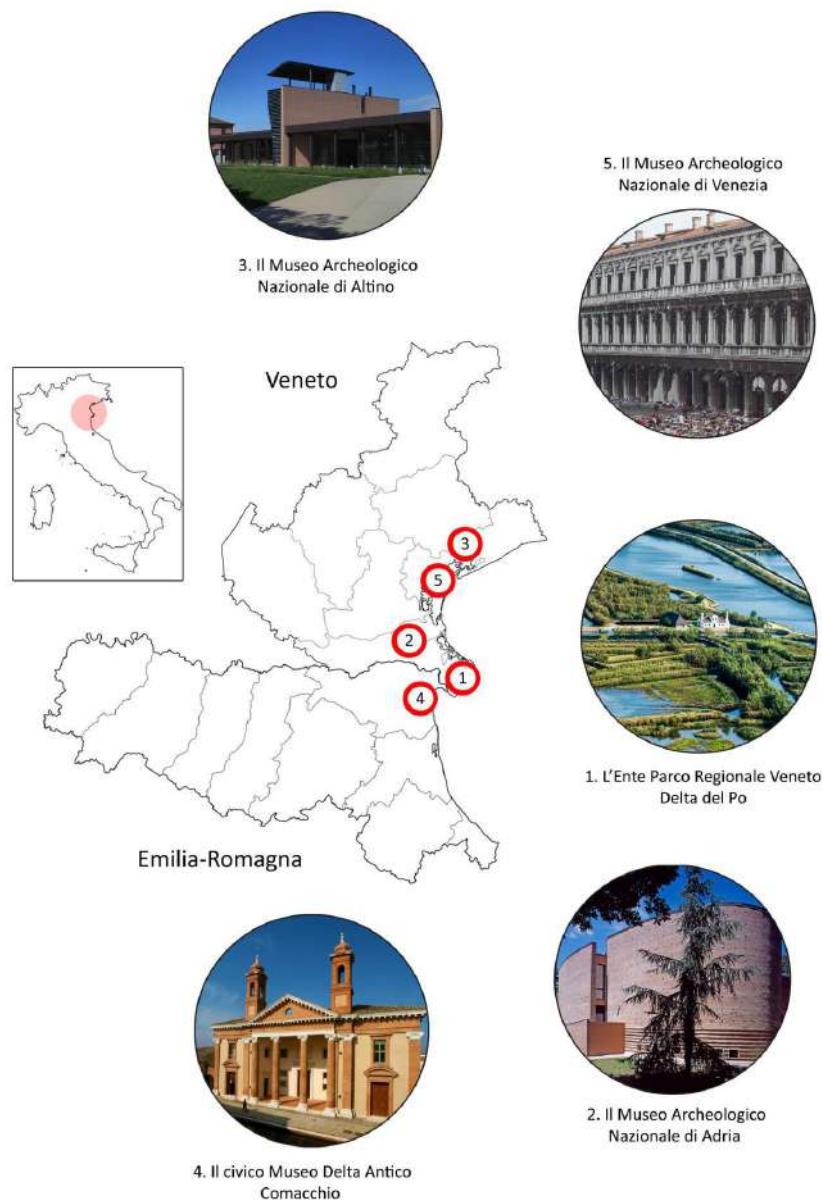 3. Il Museo Archeologico
Nazionale di Altino
5. Il Museo Archeologico
Nazionale di Venezia
Veneto
3
5
2
1
4
1. L’Ente Parco Regionale Veneto
Delta del Po
Emilia-Romagna
2. Il Museo Archeologico
Nazionale di Adria
4. Il civico Museo Delta Antico
Comacchio